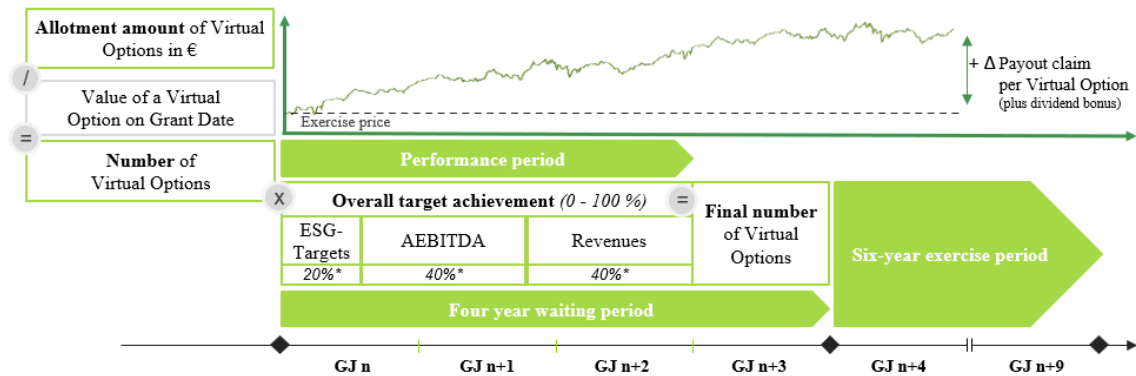 Allotment amount of Virtual
Options in €
/
Value of a Virtual
Option on Grant Date
=
Number of
Virtual Options
+ Δ Payout claim
per Virtual Option
(plus dividend bonus)
Exercise price
Performance period
x
Overall target achievement (0 - 100 %)
=
ESG-
Targets
AEBITDA
Revenues
20%*
40%*
40%*
Final number
of Virtual
Options
Six-year exercise period
Four year waiting period
GJ n
GJ n+1
GJ n+2
GJ n+3
GJ n+4
GJ n+9